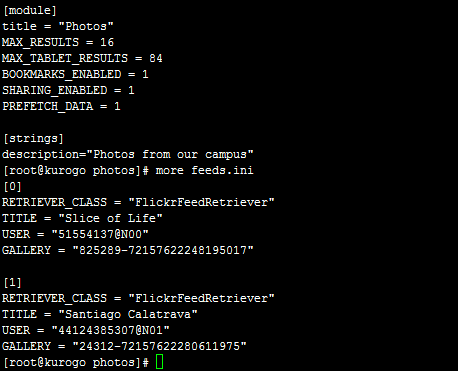 [module]
title = "Photos"
MAX_RESULTS = 16
MAX_TABLET_RESULTS = 84
BOOKMARKS_ENABLED = 1
SHARING_ENABLED = 1
PREFETCH_DATA = 1

[strings]
description="Photos from our campus"
[root@kurogo photos]# more feeds.ini
[0]
RETRIEVER_CLASS = "FlickrFeedRetriever"
TITLE = "Slice of Life"
USER = "51554137@N00"
GALLERY = "825289-72157622248195017"

[1]
RETRIEVER_CLASS = "FlickrFeedRetriever"
TITLE = "Santiago Calatrava"
USER = "44124385307@N01"
GALLERY = "24312-72157622280611975"
[root@kurogo photos]#